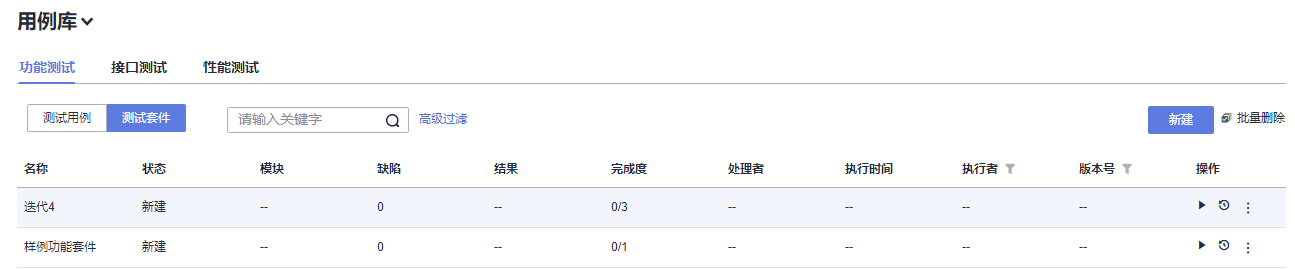 用例库
功能测试 接口测试 性能测试
测试用例 测试套件 请输入关键字 高级过滤 新建 批量删除
名称 状态 模块 缺陷 结果 完成度 处理者 执行时间 执行者 版本号 操作
迭代4 新建 -- 0 -- 0/3 -- -- -- --
样例功能套件 新建 -- 0 -- 0/1 -- -- -- --